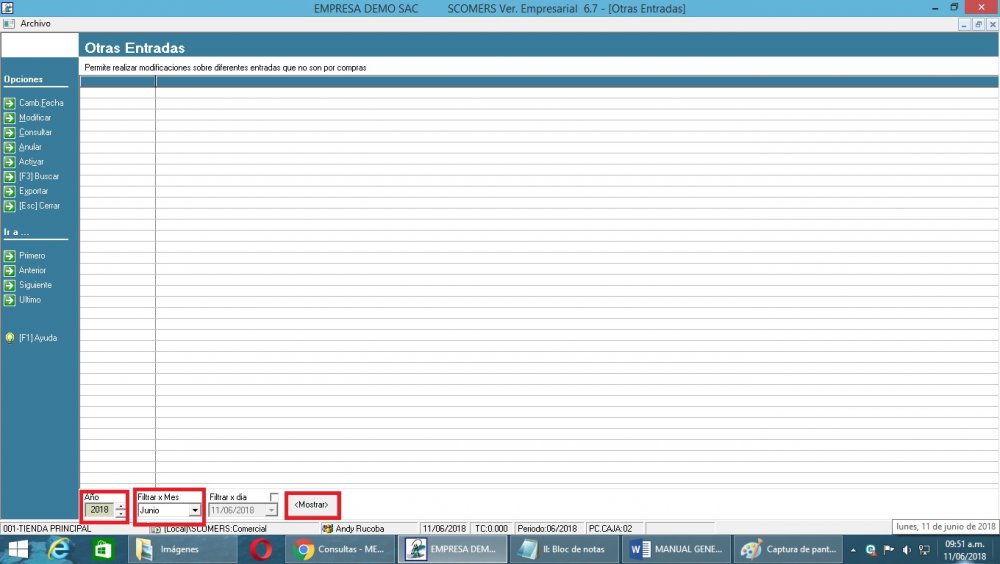 EMPRESA DEMO SAC SCOMERS Ver. Empresarial 6.7 - [Otras Entradas]
Archivo
Otras Entradas
Permite realizar modificaciones sobre diferentes entradas que no son por compras
Opciones
Camb.Fecha
Modificar
Consultar
Anular
Activar
[F3] Buscar
Exportar
[Esc] Cerrar
Ir a ...
Primero
Anterior
Siguiente
Ultimo
[F1] Ayuda
Año
Filtrar x Mes
Filtrar x dia
2018
Junio
11/06/2018
<Mostrar>
001-TIENDA PRINCIPAL
(Local)\SCOMERS:Comercial
Andy Rucoba
11/06/2018
TC:0.000
Periodo:06/2018
PC.CAJA:02
lunes, 11 de junio de 2018
Imágenes
Consultas - ME...
EMPRESA DEM...
II: Bloc de notas
MANUAL GENE...
Captura de pant...
09:51 a.m.
11/06/2018